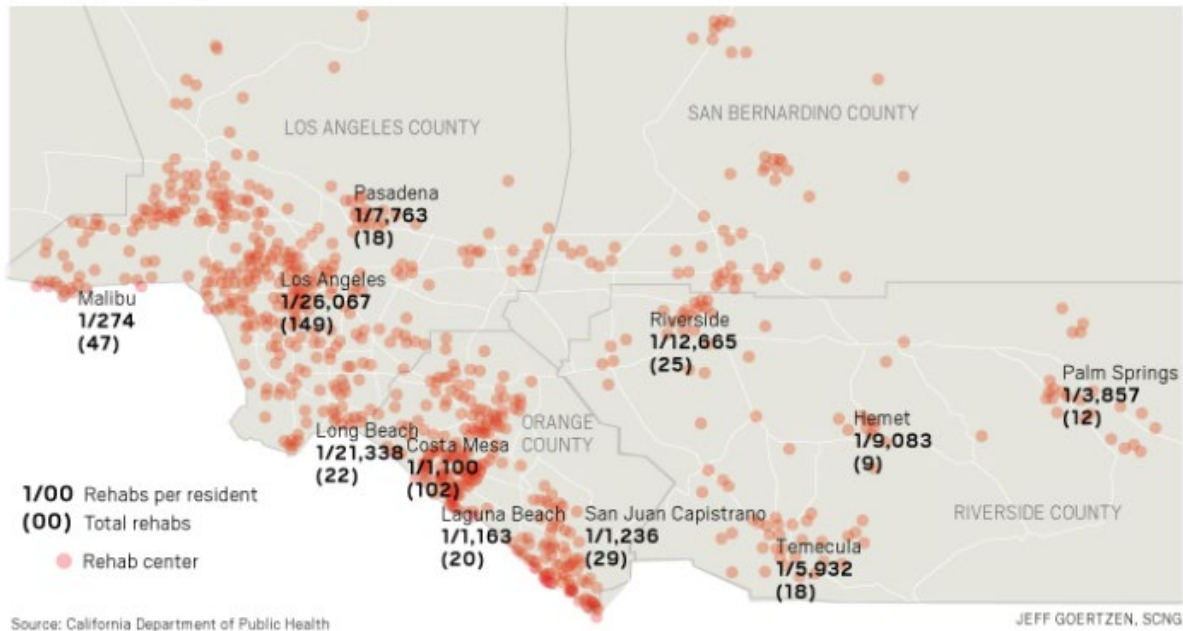 LOS ANGELES COUNTY
SAN BERNARDINO COUNTY
Pasadena
1/7,763
(18)
Los Angeles
1/26,067
(149)
Malibu
1/274
(47)
Riverside
1/12,665
(25)
Palm Springs
1/3,857
(12)
Hemet
1/9,083
(9)
ORANGE
COUNTY
Long Beach
1/21,338
(22)
Costa Mesa
1/1,100
(102)
Laguna Beach
1/1,163
(20)
San Juan Capistrano
1/1,236
(29)
RIVERSIDE COUNTY
Temecula
1/5,932
(18)
1/00 Rehabs per resident
(00) Total rehabs
Rehab center
Source: California Department of Public Health
JEFF GOERTZEN, SCNG